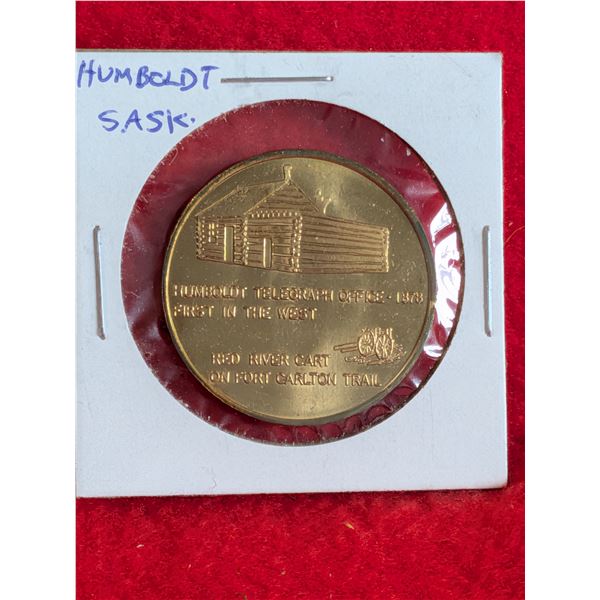 HUMBOLDT
SASK.
HUMBOLDT TELEGRAPH OFFICE - 1878
FIRST IN THE WEST
RED RIVER CART
ON FORT CARLTON TRAIL